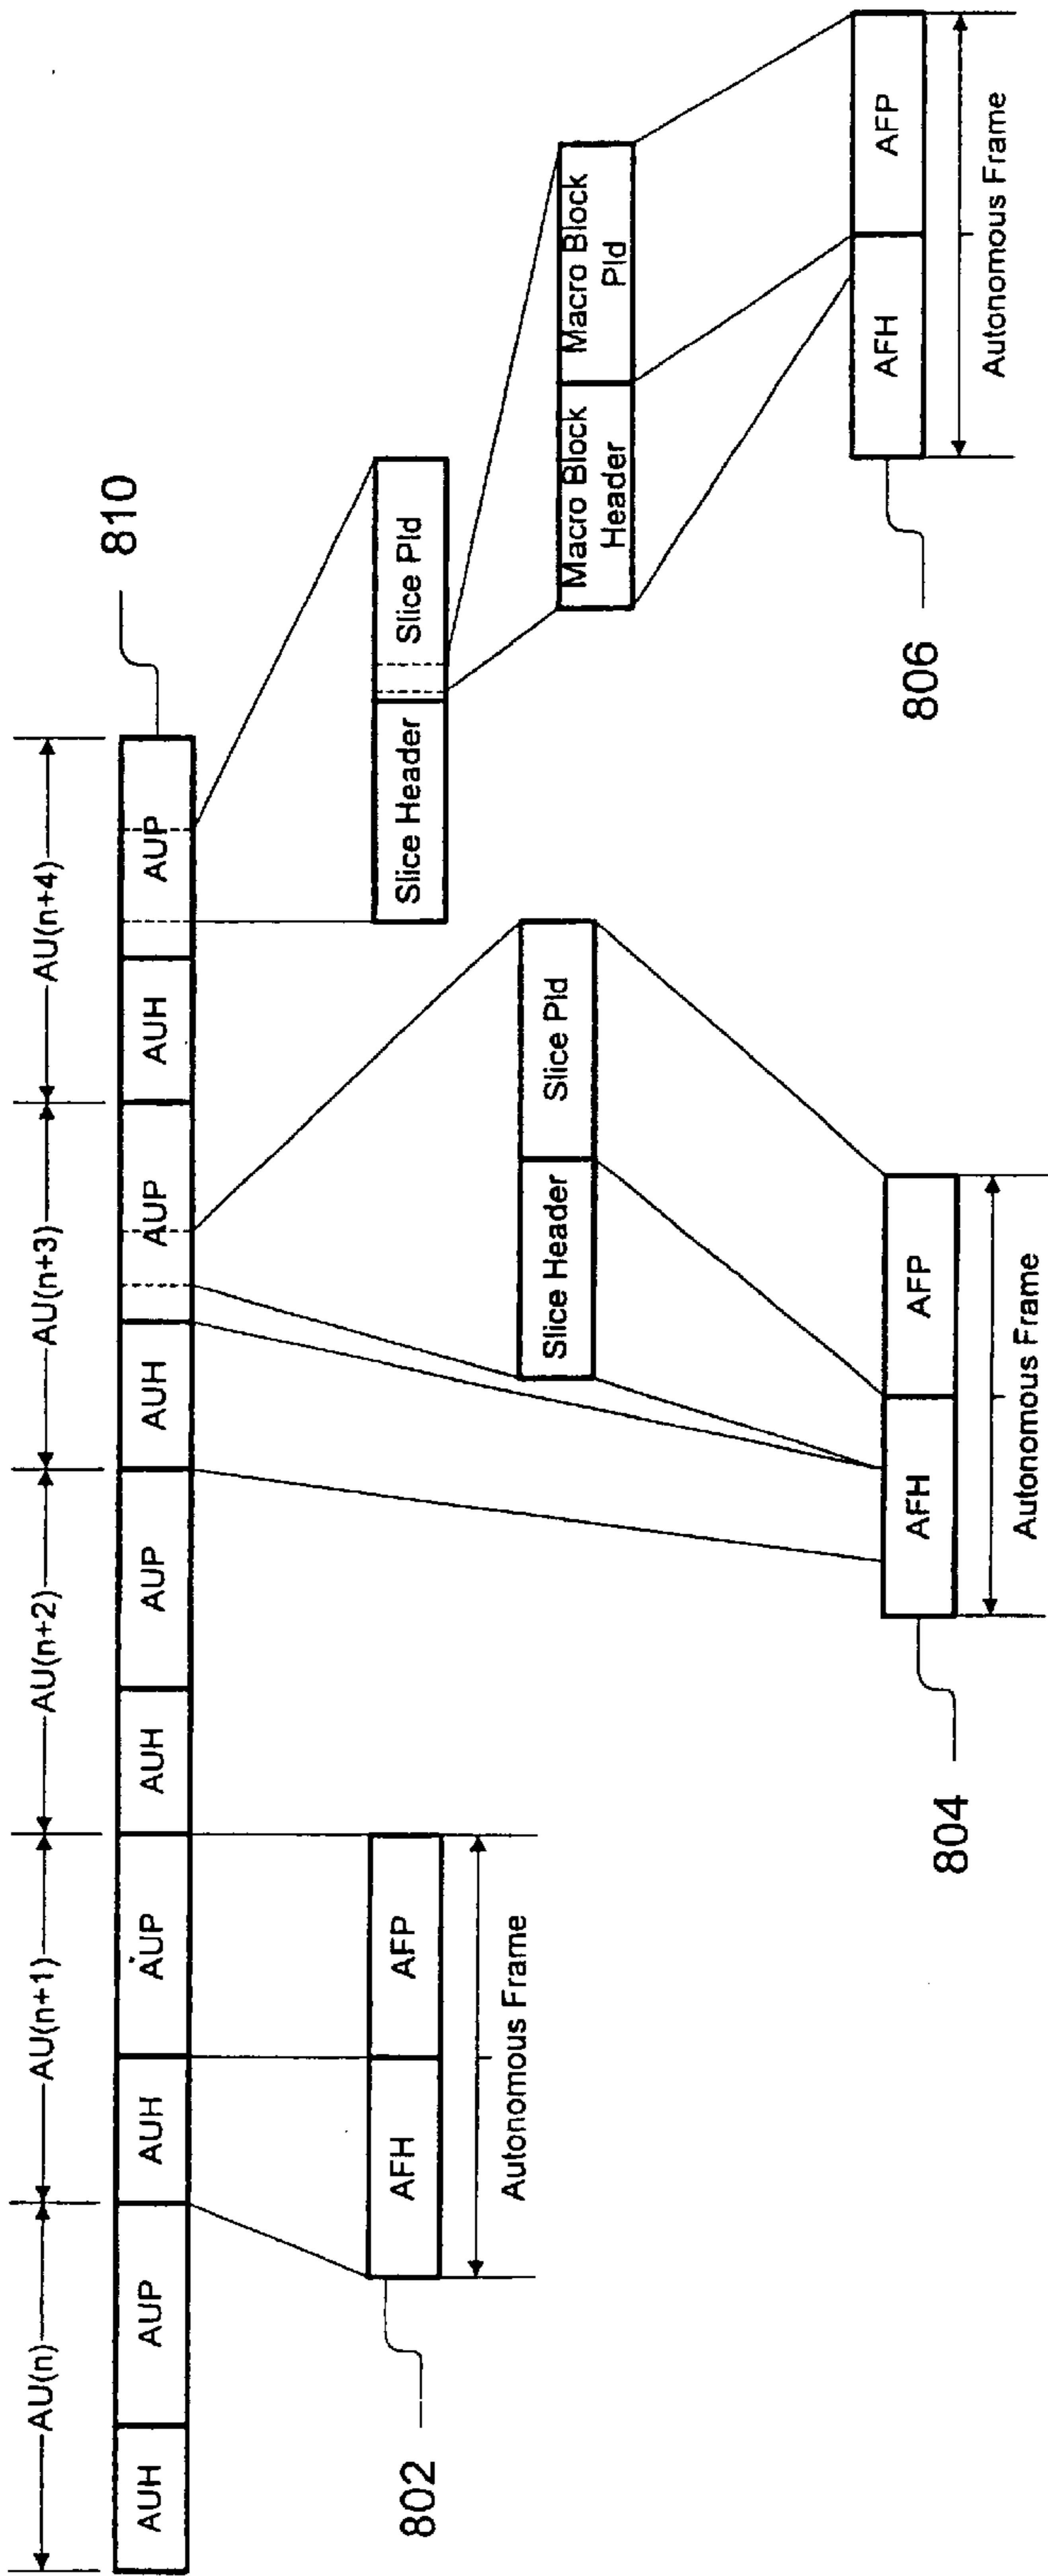 AU(n) AU(n+1) AU(n+2) AU(n+3) AU(n+4)
810
AUH AUP AUH AUP AUH AUP AUH AUP AUH AUP
AFH AFP
Autonomous Frame
802
Slice Header Slice Pld
Slice Header Slice Pld
Macro Block Header Macro Block Pld
AFH AFP
Autonomous Frame
804
AFH AFP
Autonomous Frame
806